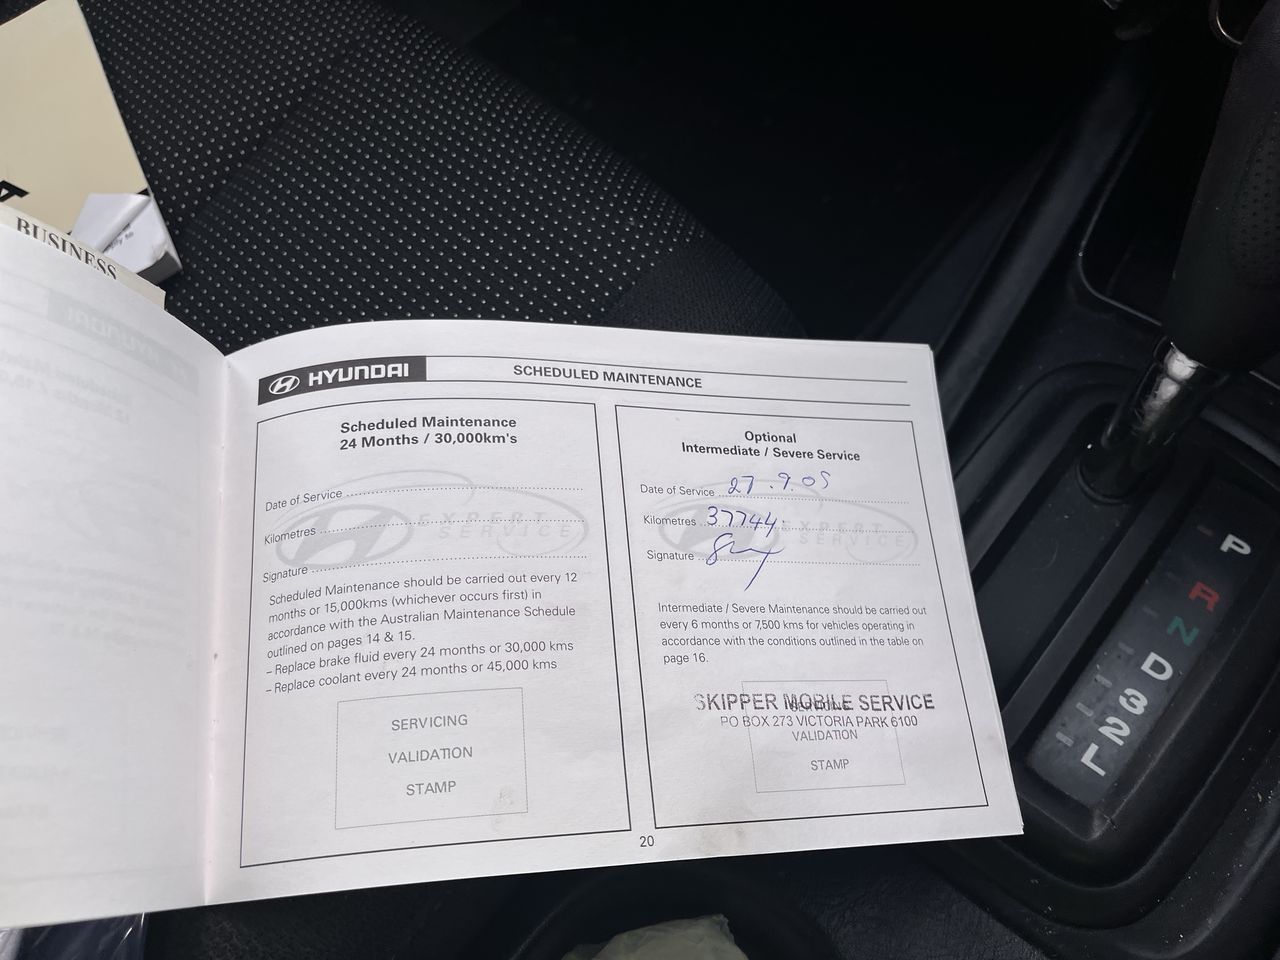 BUSINESS
HYUNDAI
SCHEDULED MAINTENANCE
Scheduled Maintenance
24 Months / 30,000km's
Date of Service
Kilometres
Signature
EXPERT
SERVICE
Scheduled Maintenance should be carried out every 12
months or 15,000kms (whichever occurs first) in
accordance with the Australian Maintenance Schedule
outlined on pages 14 & 15.
– Replace brake fluid every 24 months or 30,000 kms
– Replace coolant every 24 months or 45,000 kms
SERVICING
VALIDATION
STAMP
Optional
Intermediate / Severe Service
Date of Service 27.9.05
Kilometres 37744
Signature
EXPERT
SERVICE
Intermediate / Severe Maintenance should be carried out
every 6 months or 7,500 kms for vehicles operating in
accordance with the conditions outlined in the table on
page 16.
SKIPPER MOBILE SERVICE
PO BOX 273 VICTORIA PARK 6100
SERVICING
VALIDATION
STAMP
20
P
R
N
D
3
2
L